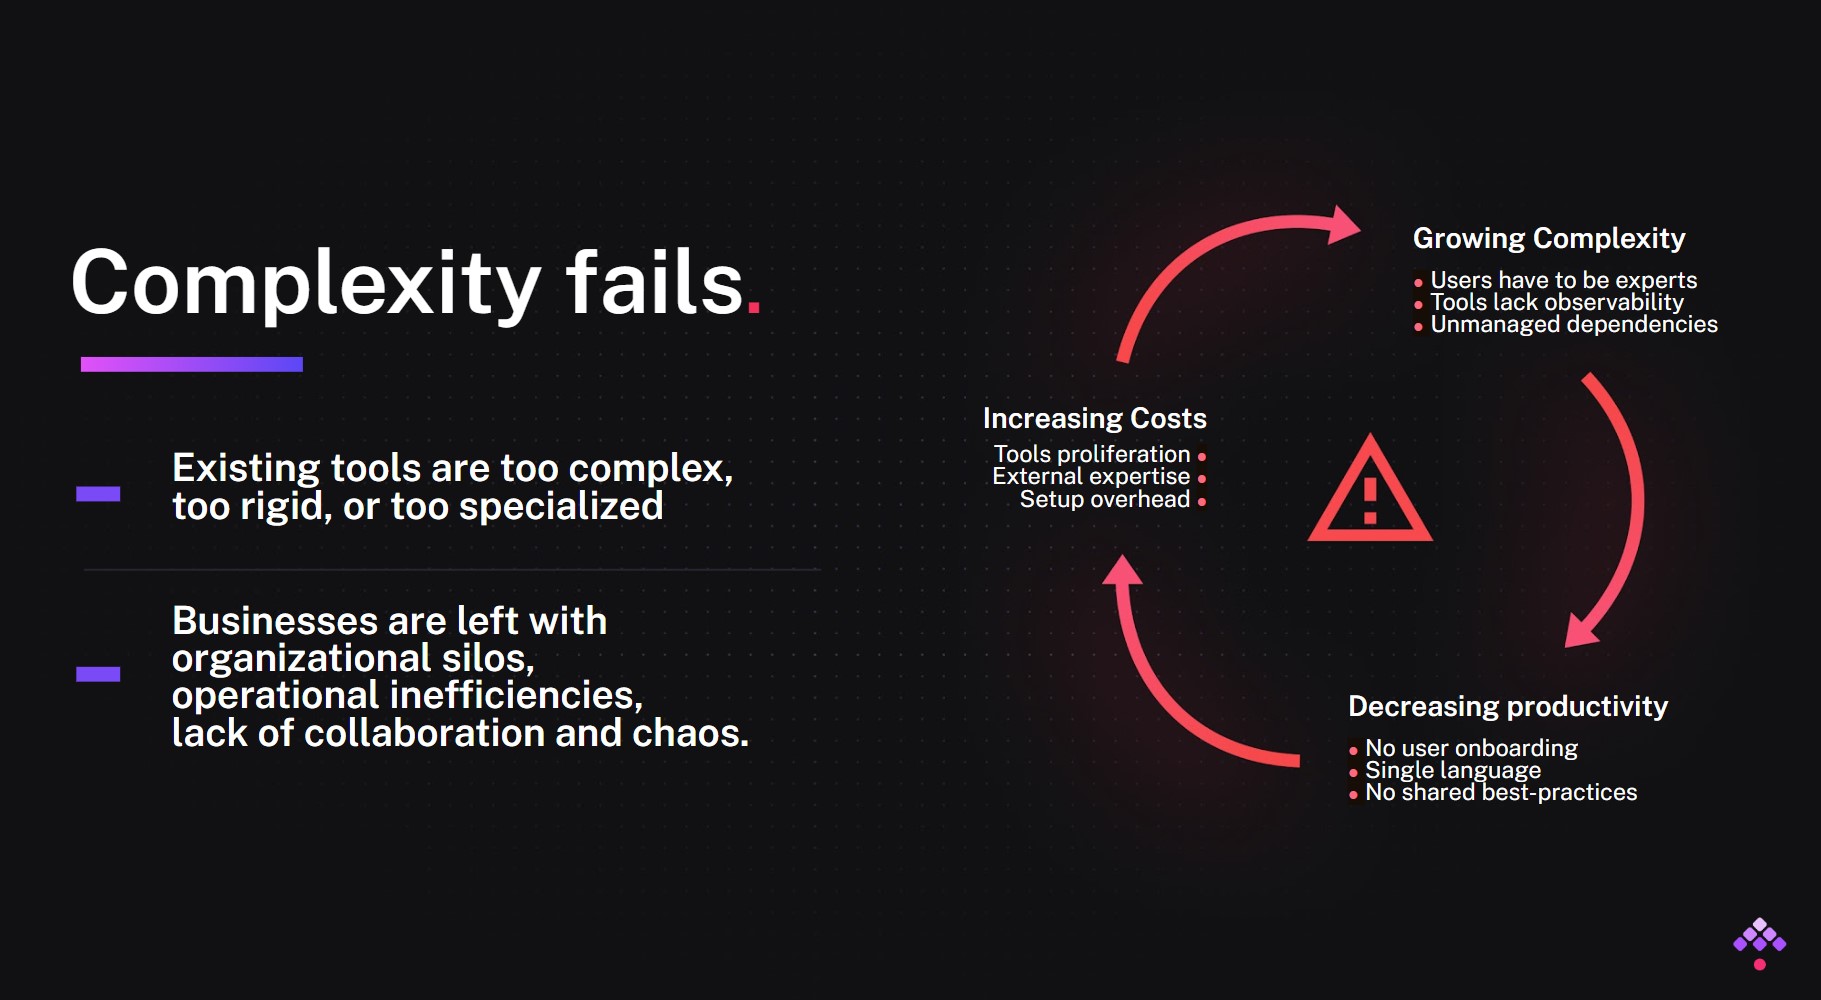 Complexity fails.
Existing tools are too complex,
too rigid, or too specialized
Businesses are left with
organizational silos,
operational inefficiencies,
lack of collaboration and chaos.
Growing Complexity
• Users have to be experts
• Tools lack observability
• Unmanaged dependencies
Increasing Costs
Tools proliferation •
External expertise •
Setup overhead •
Decreasing productivity
• No user onboarding
• Single language
• No shared best-practices